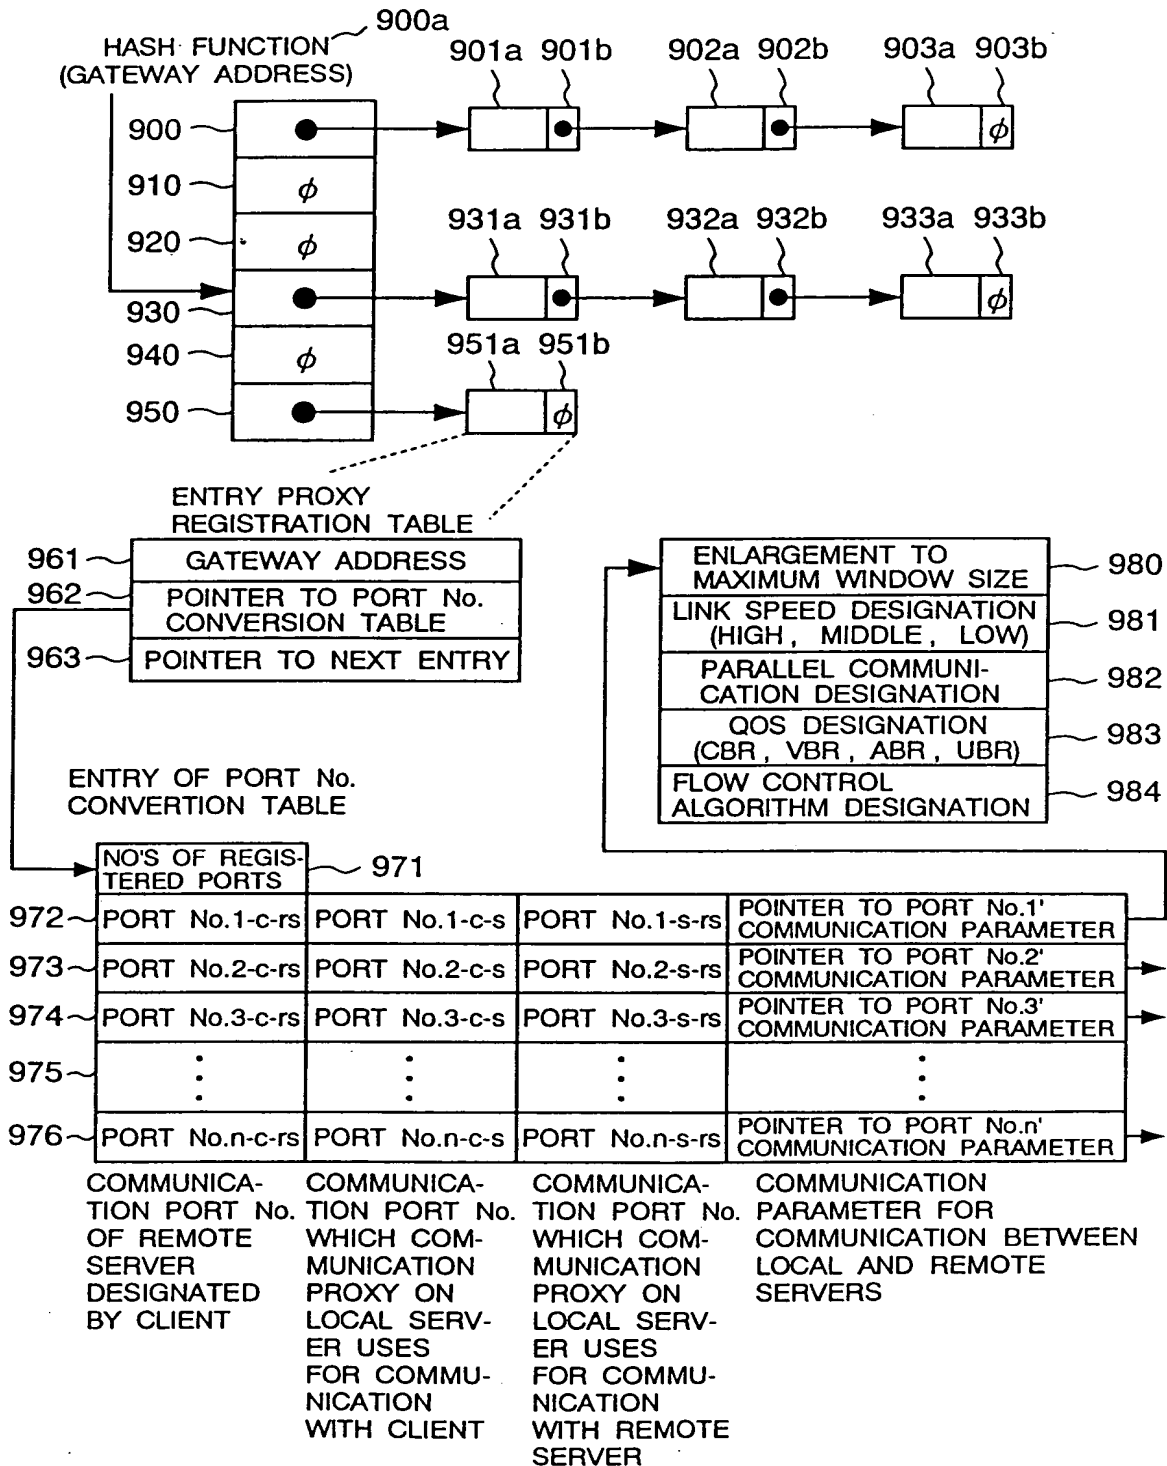 900a
HASH FUNCTION
(GATEWAY ADDRESS)
901a 901b 902a 902b 903a 903b
900
ϕ
910 ϕ
920 ϕ
931a 931b 932a 932b 933a 933b
930
ϕ
940 ϕ
951a 951b
950
ϕ
ENTRY PROXY
REGISTRATION TABLE
961 GATEWAY ADDRESS
962 POINTER TO PORT No.
CONVERSION TABLE
963 POINTER TO NEXT ENTRY
ENLARGEMENT TO
MAXIMUM WINDOW SIZE
980
LINK SPEED DESIGNATION
(HIGH, MIDDLE, LOW)
981
PARALLEL COMMUNI-
CATION DESIGNATION
982
QOS DESIGNATION
(CBR, VBR, ABR, UBR)
983
FLOW CONTROL
ALGORITHM DESIGNATION
984
ENTRY OF PORT No.
CONVERTION TABLE
NO'S OF REGIS-
TERED PORTS
971
972 PORT No.1-c-rs PORT No.1-c-s PORT No.1-s-rs POINTER TO PORT No.1'
COMMUNICATION PARAMETER
973 PORT No.2-c-rs PORT No.2-c-s PORT No.2-s-rs POINTER TO PORT No.2'
COMMUNICATION PARAMETER
974 PORT No.3-c-rs PORT No.3-c-s PORT No.3-s-rs POINTER TO PORT No.3'
COMMUNICATION PARAMETER
975
976 PORT No.n-c-rs PORT No.n-c-s PORT No.n-s-rs POINTER TO PORT No.n'
COMMUNICATION PARAMETER
COMMUNICA-
TION PORT No.
OF REMOTE
SERVER
DESIGNATED
BY CLIENT
COMMUNICA-
TION PORT No.
WHICH COM-
MUNICATION
PROXY ON
LOCAL SERV-
ER USES
FOR COMMU-
NICATION
WITH CLIENT
COMMUNICA-
TION PORT No.
WHICH COM-
MUNICATION
PROXY ON
LOCAL SERV-
ER USES
FOR COMMU-
NICATION
WITH REMOTE
SERVER
COMMUNICATION
PARAMETER FOR
COMMUNICATION BETWEEN
LOCAL AND REMOTE
SERVERS